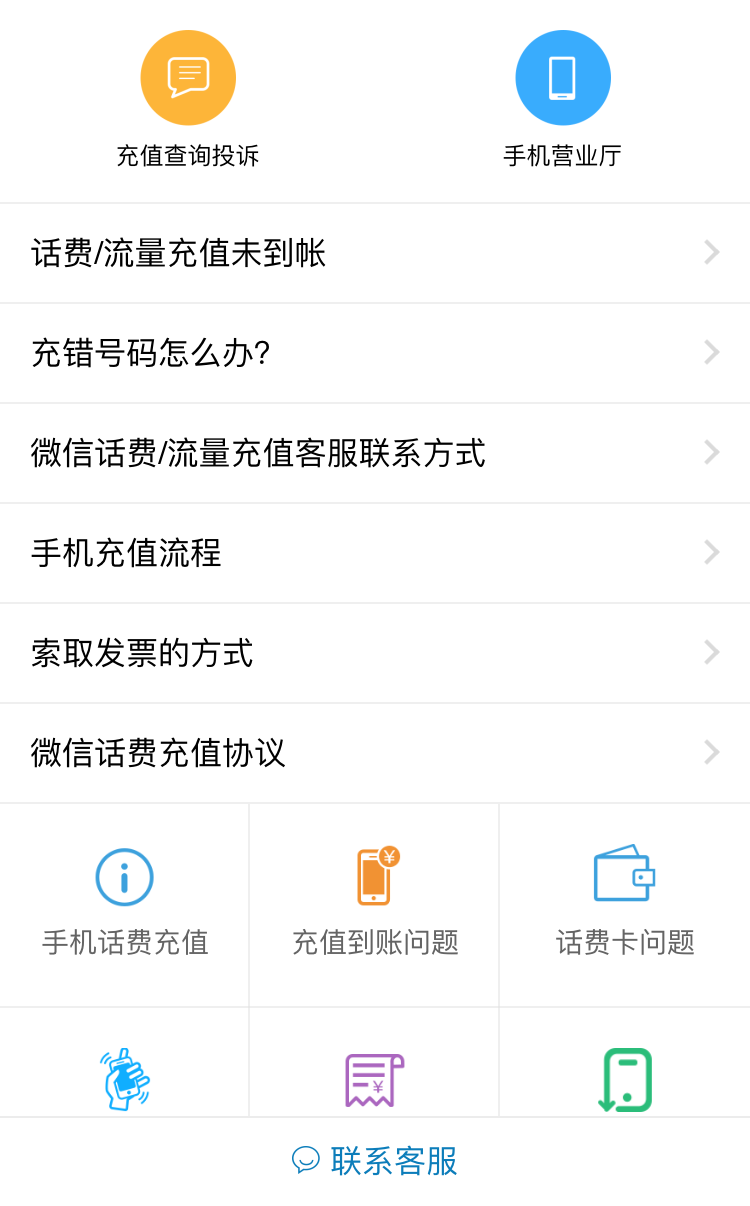 充值查询投诉
手机营业厅
话费/流量充值未到帐
充错号码怎么办?
微信话费/流量充值客服联系方式
手机充值流程
索取发票的方式
微信话费充值协议
手机话费充值
充值到账问题
话费卡问题
联系客服